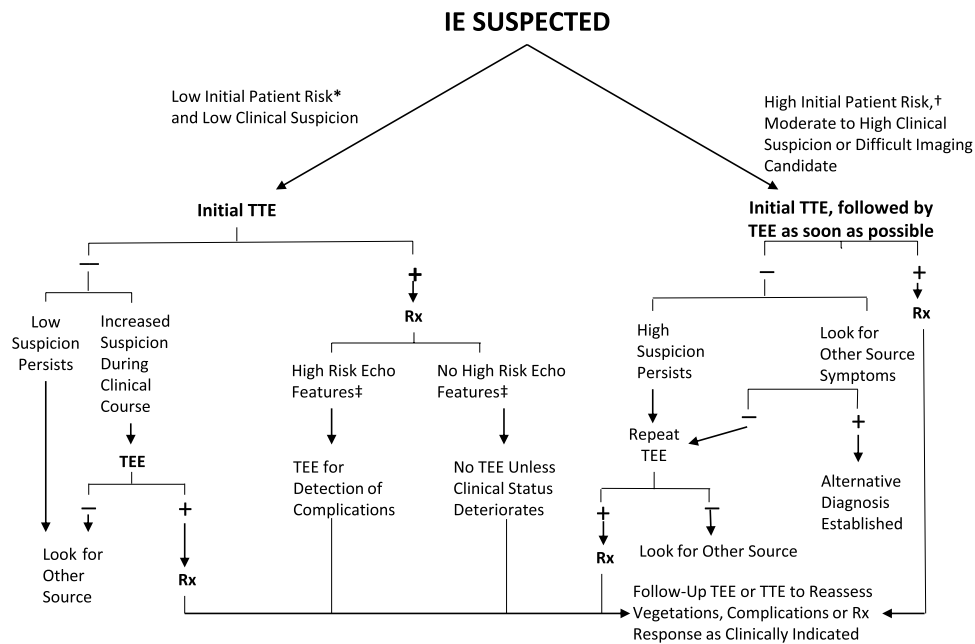 IE SUSPECTED
Low Initial Patient Risk*
and Low Clinical Suspicion
High Initial Patient Risk,†
Moderate to High Clinical
Suspicion or Difficult Imaging
Candidate
Initial TTE
Initial TTE, followed by
TEE as soon as possible
−
+
−
+
Rx
Rx
Low
Suspicion
Persists
Increased
Suspicion
During
Clinical
Course
High Risk Echo
Features‡
No High Risk Echo
Features‡
High
Suspicion
Persists
Look for
Other Source
Symptoms
−
+
TEE
Repeat
TEE
TEE for
Detection of
Complications
No TEE Unless
Clinical Status
Deteriorates
Alternative
Diagnosis
Established
−
+
+
−
Look for
Other
Source
Rx
Rx
Look for Other Source
Follow-Up TEE or TTE to Reassess
Vegetations, Complications or Rx
Response as Clinically Indicated